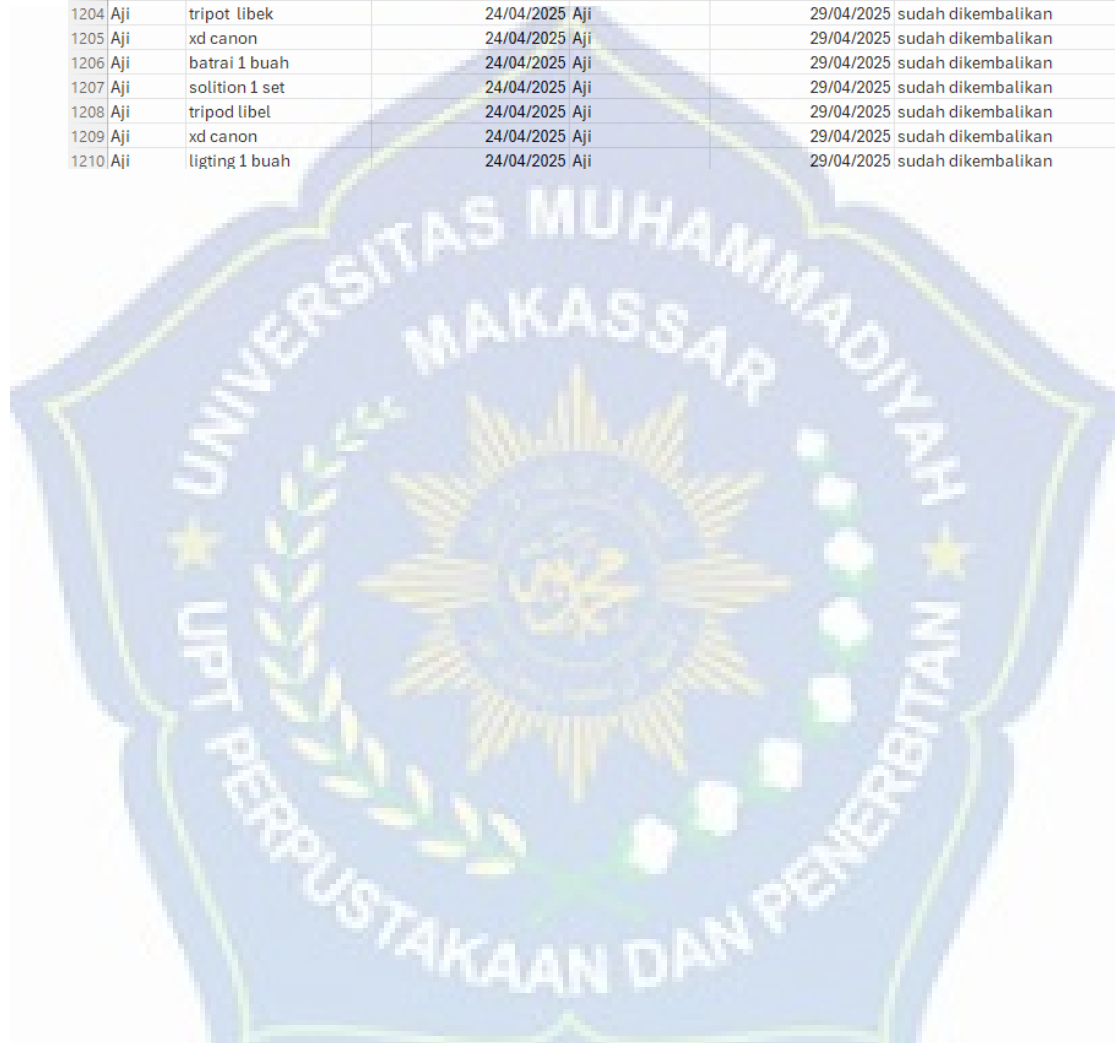 1204 Aji tripot libek 24/04/2025 Aji 29/04/2025 sudah dikembalikan
1205 Aji xd canon 24/04/2025 Aji 29/04/2025 sudah dikembalikan
1206 Aji batrai 1 buah 24/04/2025 Aji 29/04/2025 sudah dikembalikan
1207 Aji solition 1 set 24/04/2025 Aji 29/04/2025 sudah dikembalikan
1208 Aji tripod libel 24/04/2025 Aji 29/04/2025 sudah dikembalikan
1209 Aji xd canon 24/04/2025 Aji 29/04/2025 sudah dikembalikan
1210 Aji ligting 1 buah 24/04/2025 Aji 29/04/2025 sudah dikembalikan
UNIVERSITAS MUHAMMADIYAH
MAKASSAR
UPT PERPUSTAKAAN DAN PENERBITAN